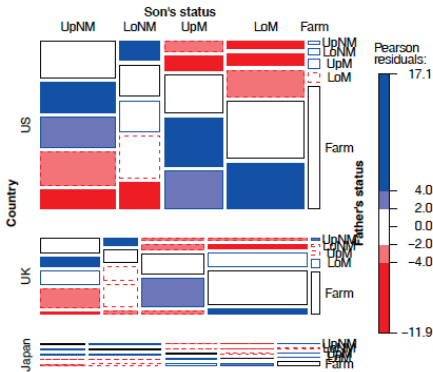 Son's status
UpNM LoNM UpM LoM Farm
Country
US
UK
Japan
UpNM
LoNM
UpM
LoM
Farm
UpNM
LoNM
UpM
LoM
Farm
UpNM
UpM
Farm
Father's status
Pearson
residuals:
17.1
4.0
2.0
0.0
−2.0
−4.0
−11.9